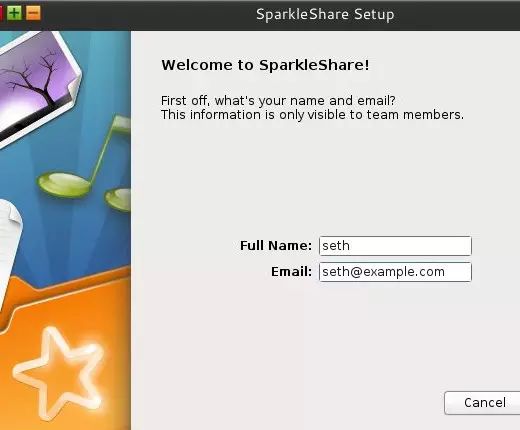 SparkleShare Setup
Welcome to SparkleShare!
First off, what's your name and email?
This information is only visible to team members.
Full Name: seth
Email: seth@example.com
Cancel